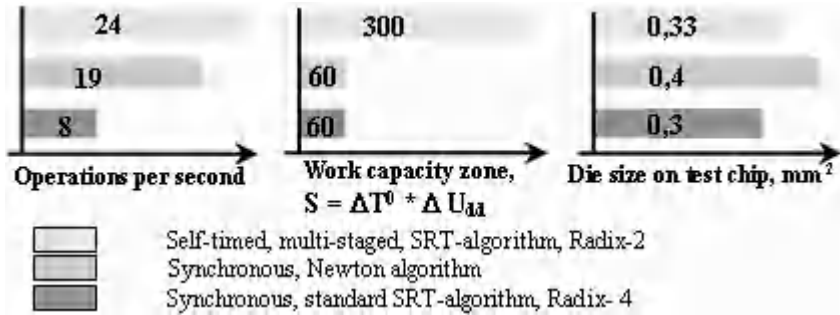 24 300 0,33
19 60 0,4
8 60 0,3
Operations per second Work capacity zone, Die size on test chip, mm²
S = ΔT⁰ * Δ U_dd
Self-timed, multi-staged, SRT-algorithm, Radix-2
Synchronous, Newton algorithm
Synchronous, standard SRT-algorithm, Radix- 4